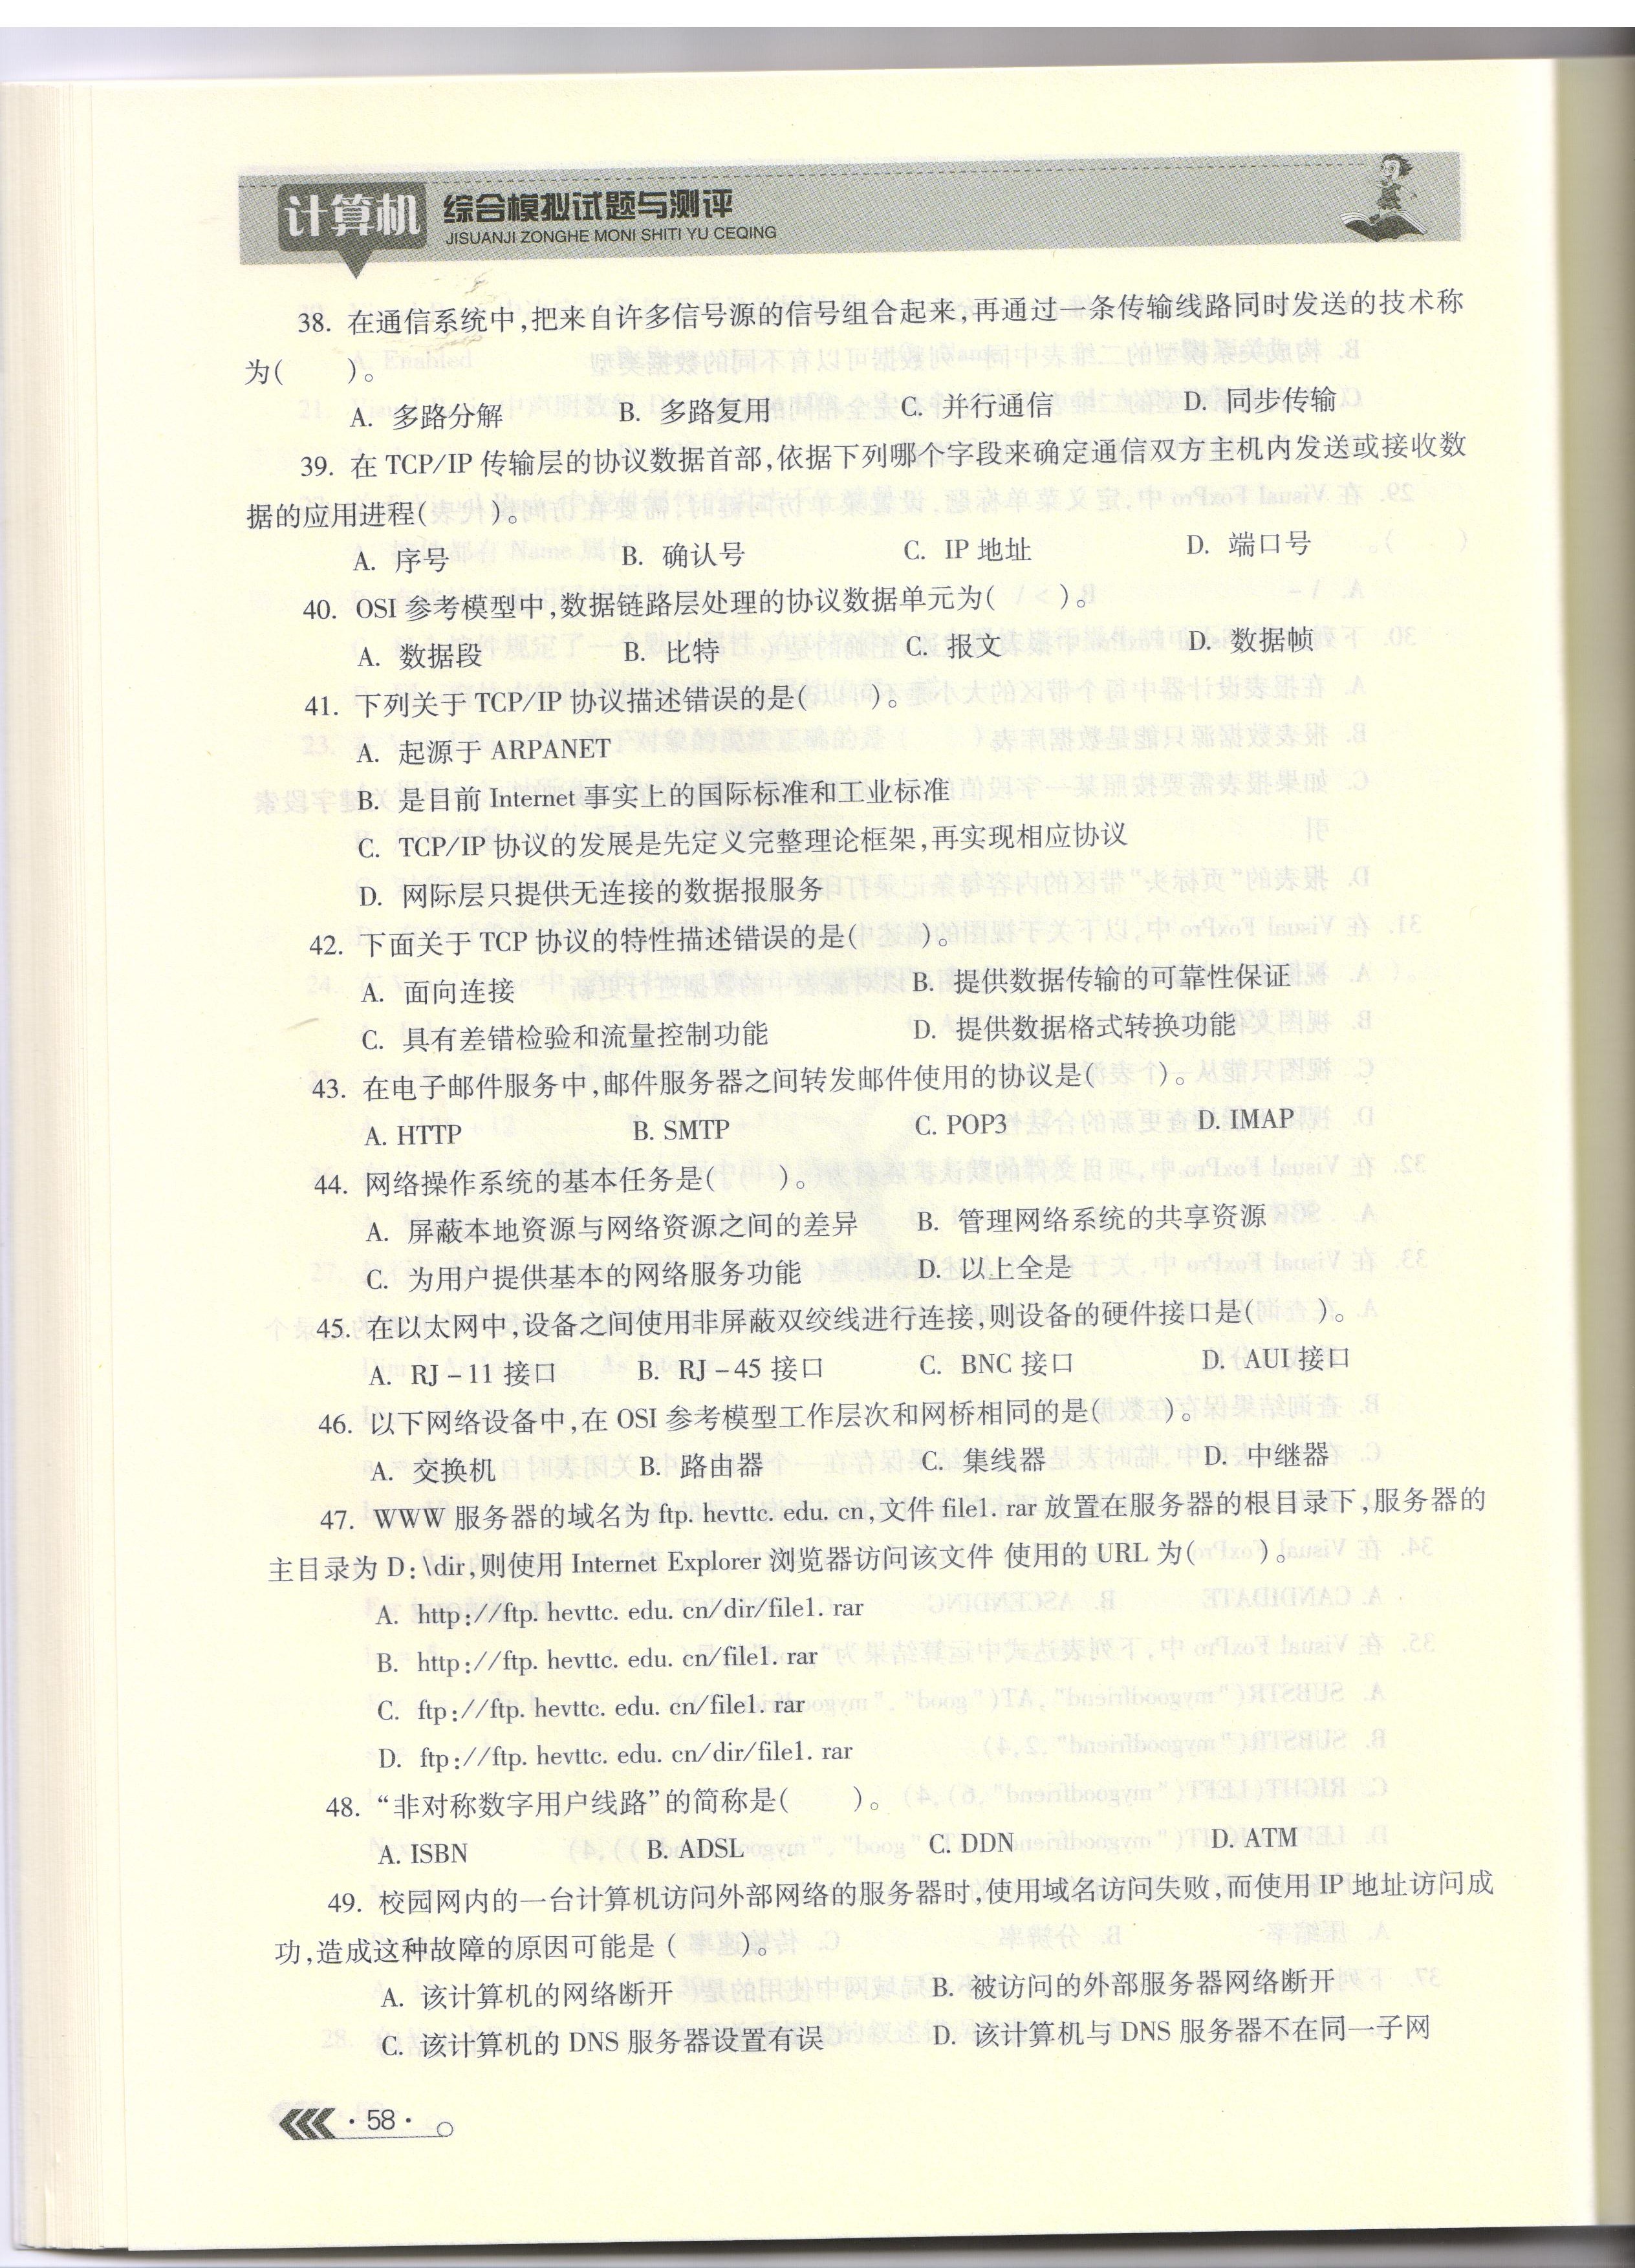 计算机 综合模拟试题与测评
JISUANJI ZONGHE MONI SHITI YU CEQING
38. 在通信系统中,把来自许多信号源的信号组合起来,再通过一条传输线路同时发送的技术称
为(　　)。
A. 多路分解　B. 多路复用　C. 并行通信　D. 同步传输
39. 在 TCP/IP 传输层的协议数据首部,依据下列哪个字段来确定通信双方主机内发送或接收数
据的应用进程(　　)。
A. 序号　B. 确认号　C. IP 地址　D. 端口号
40. OSI 参考模型中,数据链路层处理的协议数据单元为(　　)。
A. 数据段　B. 比特　C. 报文　D. 数据帧
41. 下列关于 TCP/IP 协议描述错误的是(　　)。
A. 起源于 ARPANET
B. 是目前 Internet 事实上的国际标准和工业标准
C. TCP/IP 协议的发展是先定义完整理论框架,再实现相应协议
D. 网际层只提供无连接的数据报服务
42. 下面关于 TCP 协议的特性描述错误的是(　　)。
A. 面向连接　B. 提供数据传输的可靠性保证
C. 具有差错检验和流量控制功能　D. 提供数据格式转换功能
43. 在电子邮件服务中,邮件服务器之间转发邮件使用的协议是(　　)。
A. HTTP　B. SMTP　C. POP3　D. IMAP
44. 网络操作系统的基本任务是(　　)。
A. 屏蔽本地资源与网络资源之间的差异　B. 管理网络系统的共享资源
C. 为用户提供基本的网络服务功能　D. 以上全是
45. 在以太网中,设备之间使用非屏蔽双绞线进行连接,则设备的硬件接口是(　　)。
A. RJ－11 接口　B. RJ－45 接口　C. BNC 接口　D. AUI 接口
46. 以下网络设备中,在 OSI 参考模型工作层次和网桥相同的是(　　)。
A. 交换机　B. 路由器　C. 集线器　D. 中继器
47. WWW 服务器的域名为 ftp. hevttc. edu. cn,文件 file1. rar 放置在服务器的根目录下,服务器的
主目录为 D: \dir,则使用 Internet Explorer 浏览器访问该文件 使用的 URL 为(　　)。
A. http://ftp. hevttc. edu. cn/dir/file1. rar
B. http://ftp. hevttc. edu. cn/file1. rar
C. ftp://ftp. hevttc. edu. cn/file1. rar
D. ftp://ftp. hevttc. edu. cn/dir/file1. rar
48. “非对称数字用户线路”的简称是(　　)。
A. ISBN　B. ADSL　C. DDN　D. ATM
49. 校园网内的一台计算机访问外部网络的服务器时,使用域名访问失败,而使用 IP 地址访问成
功,造成这种故障的原因可能是 (　　)。
A. 该计算机的网络断开　B. 被访问的外部服务器网络断开
C. 该计算机的 DNS 服务器设置有误　D. 该计算机与 DNS 服务器不在同一子网
· 58 ·